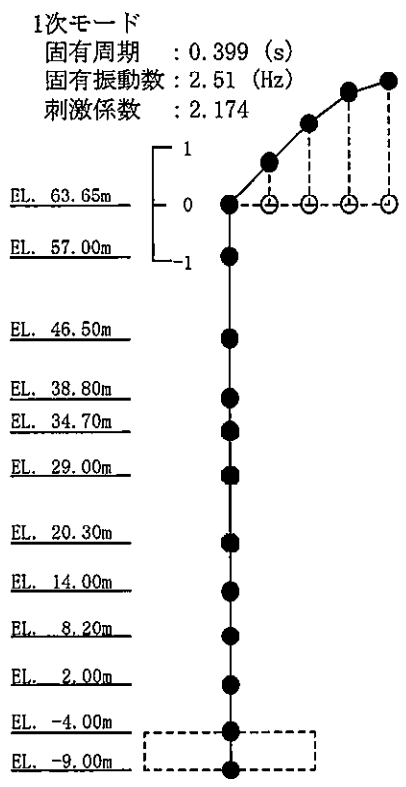 1次モード
固有周期 :0.399 (s)
固有振動数:2.51 (Hz)
刺激係数 :2.174
1
EL. 63.65m
0
EL. 57.00m
-1
EL. 46.50m
EL. 38.80m
EL. 34.70m
EL. 29.00m
EL. 20.30m
EL. 14.00m
EL. 8.20m
EL. 2.00m
EL. -4.00m
EL. -9.00m